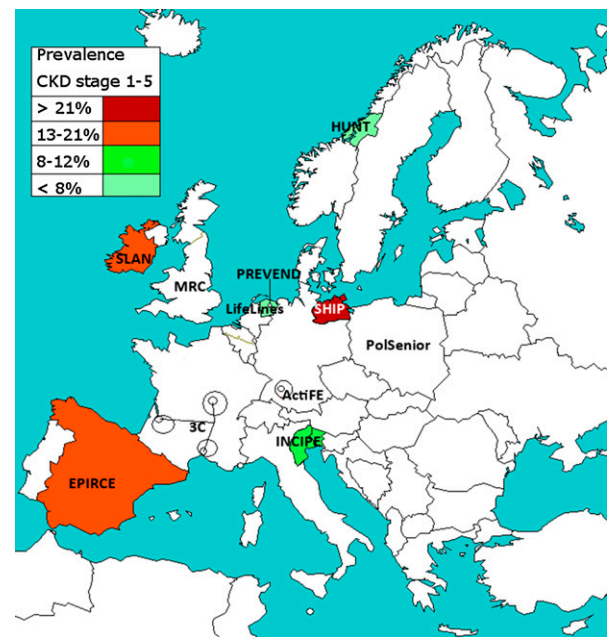 Prevalence
CKD stage 1-5
> 21%
13-21%
8-12%
< 8%
HUNT
SLAN
MRC
PREVEND
LifeLines
SHIP
PolSenior
ActiFE
3C
INCIPE
EPIRCE